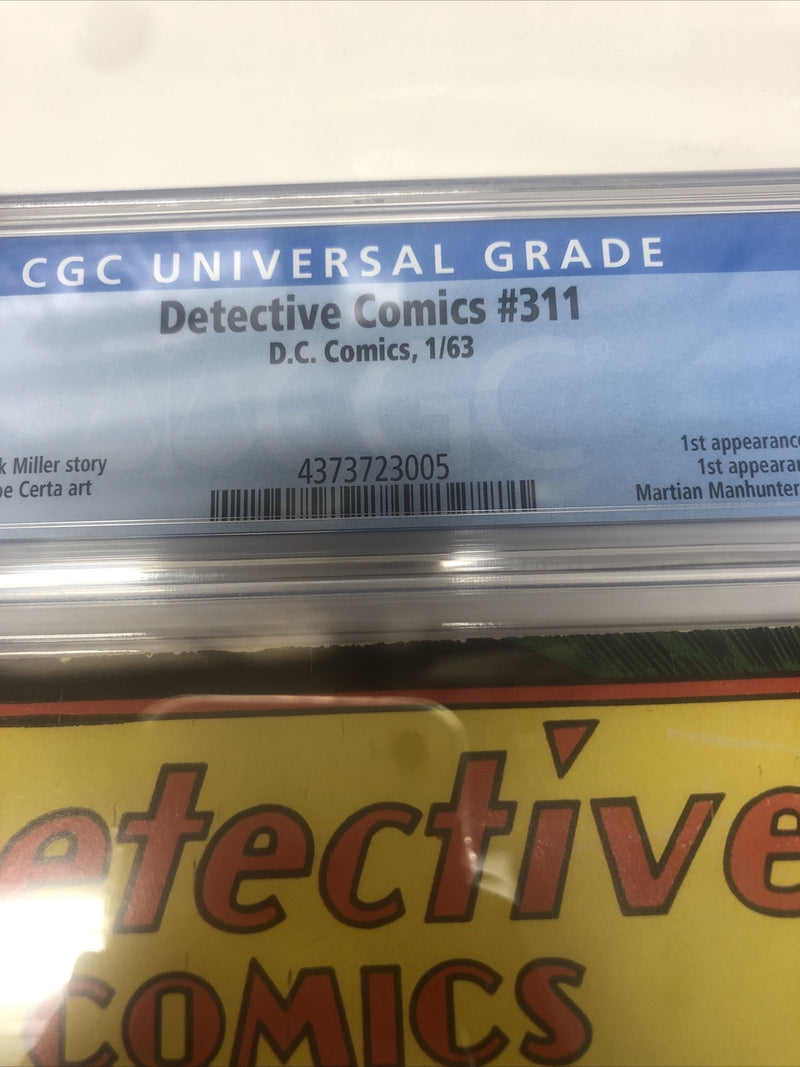 CGC UNIVERSAL GRADE
Detective Comics #311
D.C. Comics, 1/63
k Miller story
oe Certa art
4373723005
1st appearance
1st appearan
Martian Manhunter
etective
COMICS